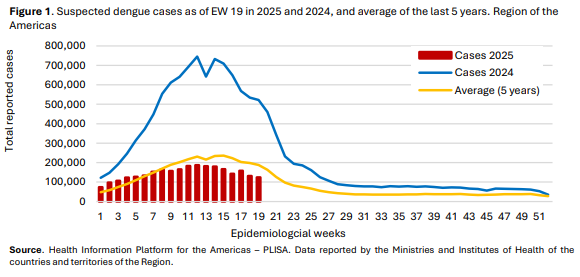 Figure 1. Suspected dengue cases as of EW 19 in 2025 and 2024, and average of the last 5 years. Region of the
Americas
Total reported cases
800,000
700,000
600,000
500,000
400,000
300,000
200,000
100,000
0
Cases 2025
Cases 2024
Average (5 years)
1 3 5 7 9 11 13 15 17 19 21 23 25 27 29 31 33 35 37 39 41 43 45 47 49 51
Epidemiologcial weeks
Source. Health Information Platform for the Americas – PLISA. Data reported by the Ministries and Institutes of Health of the
countries and territories of the Region.